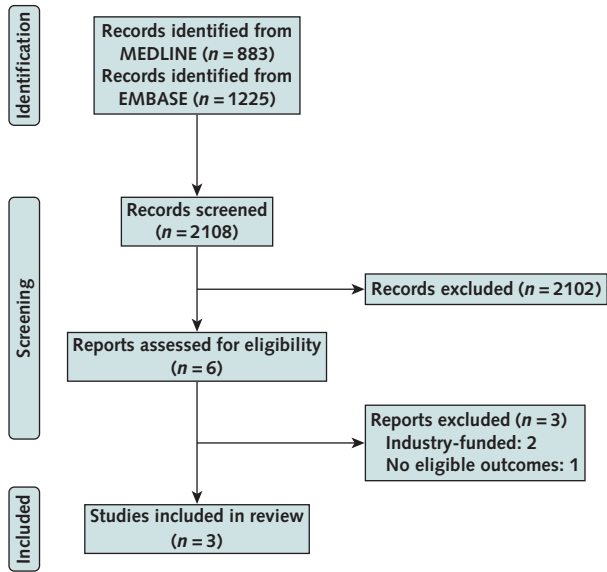 Identification
Records identified from
MEDLINE (n = 883)
Records identified from
EMBASE (n = 1225)
Screening
Records screened
(n = 2108)
Records excluded (n = 2102)
Reports assessed for eligibility
(n = 6)
Reports excluded (n = 3)
Industry-funded: 2
No eligible outcomes: 1
Included
Studies included in review
(n = 3)